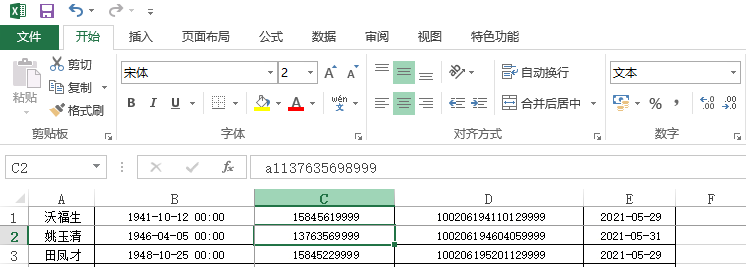 文件 开始 插入 页面布局 公式 数据 审阅 视图 特色功能
粘贴 剪切 宋体 2 A A 自动换行 文本
复制
格式刷 B I U A wén 合并后居中 % , .00 .0
剪贴板 字体 对齐方式 数字
C2 fx a1137635698999
A B C D E F
1 沃福生 1941-10-12 00:00 15845619999 100206194110129999 2021-05-29
2 姚玉清 1946-04-05 00:00 13763569999 100206194604059999 2021-05-31
3 田凤才 1948-10-25 00:00 15845229999 100206195201129999 2021-05-29